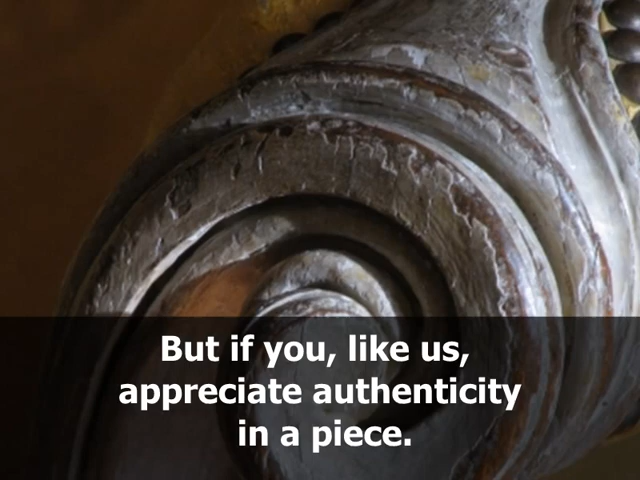 But if you, like us,
appreciate authenticity
in a piece.